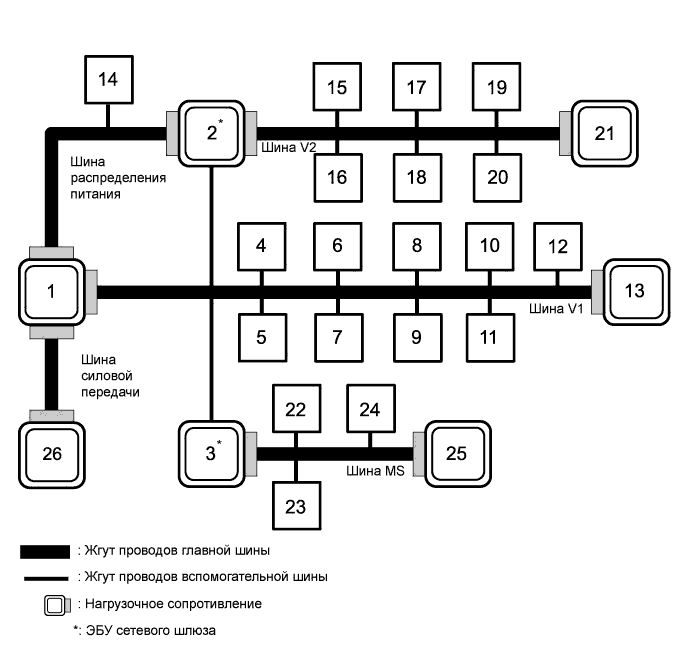 14
15
17
19
2*
21
Шина V2
Шина
распределения
питания
16
18
20
4
6
8
10
12
1
13
Шина V1
5
7
9
11
Шина
силовой
передачи
22
24
26
3*
25
Шина MS
23
: Жгут проводов главной шины
: Жгут проводов вспомогательной шины
: Нагрузочное сопротивление
*: ЭБУ сетевого шлюза